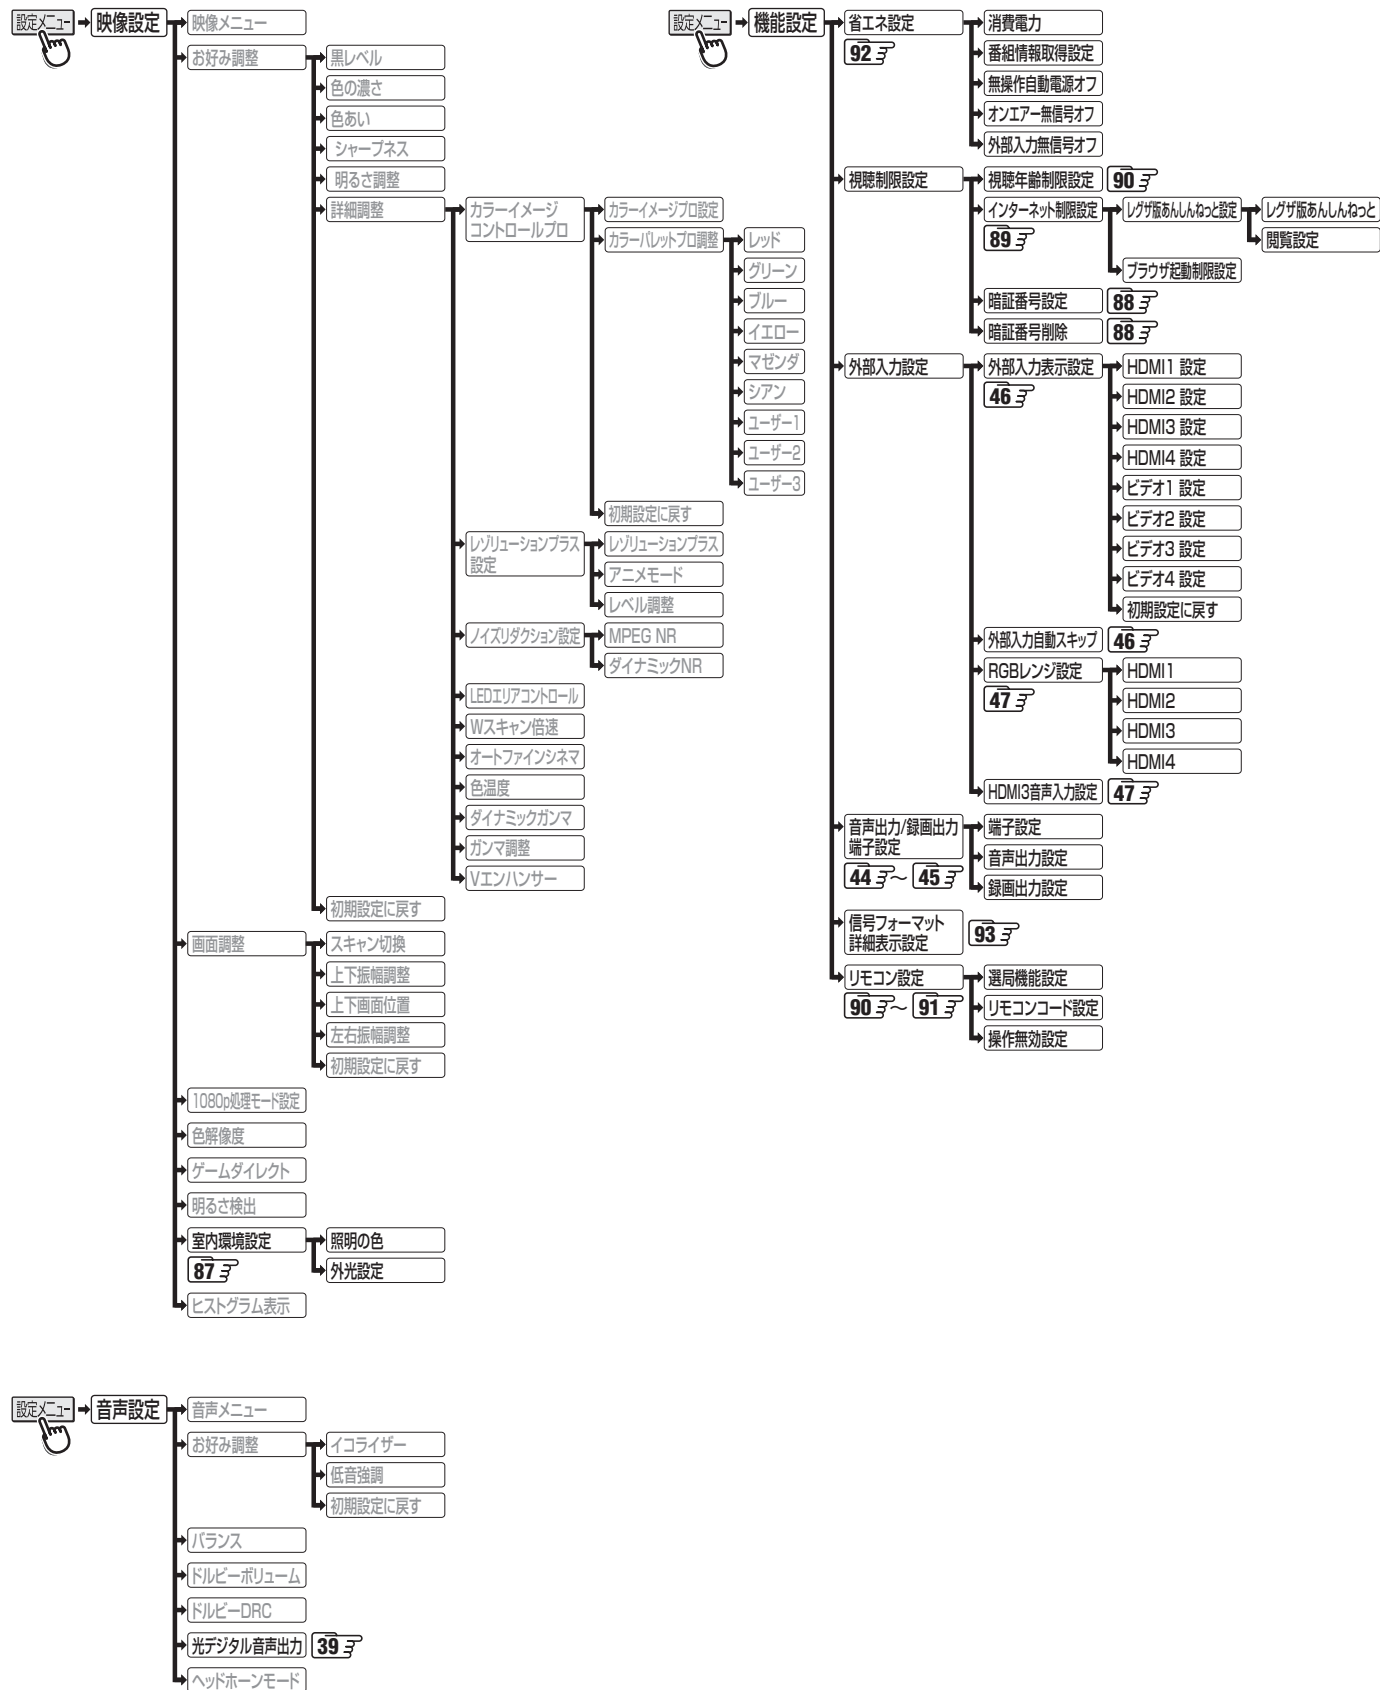 設定メニュー
映像設定
映像メニュー
お好み調整
黒レベル
色の濃さ
色あい
シャープネス
明るさ調整
詳細調整
カラーイメージ
コントロールプロ
カラーイメージプロ設定
カラーパレットプロ調整
レッド
グリーン
ブルー
イエロー
マゼンダ
シアン
ユーザー1
ユーザー2
ユーザー3
初期設定に戻す
レゾリューションプラス
設定
レゾリューションプラス
アニメモード
レベル調整
ノイズリダクション設定
MPEG NR
ダイナミックNR
LEDエリアコントロール
Wスキャン倍速
オートファインシネマ
色温度
ダイナミックガンマ
ガンマ調整
Vエンハンサー
初期設定に戻す
画面調整
スキャン切換
上下振幅調整
上下画面位置
左右振幅調整
初期設定に戻す
1080p処理モード設定
色解像度
ゲームダイレクト
明るさ検出
室内環境設定
87
照明の色
外光設定
ヒストグラム表示
設定メニュー
音声設定
音声メニュー
お好み調整
イコライザー
低音強調
初期設定に戻す
バランス
ドルビーボリューム
ドルビーDRC
光デジタル音声出力 39
ヘッドホーンモード
設定メニュー
機能設定
省エネ設定
92
消費電力
番組情報取得設定
無操作自動電源オフ
オンエアー無信号オフ
外部入力無信号オフ
視聴制限設定
視聴年齢制限設定 90
インターネット制限設定
89
レグザ版あんしんねっと設定
レグザ版あんしんねっと
閲覧設定
ブラウザ起動制限設定
暗証番号設定 88
暗証番号削除 88
外部入力設定
外部入力表示設定
46
HDMI1 設定
HDMI2 設定
HDMI3 設定
HDMI4 設定
ビデオ1 設定
ビデオ2 設定
ビデオ3 設定
ビデオ4 設定
初期設定に戻す
外部入力自動スキップ 46
RGBレンジ設定
47
HDMI1
HDMI2
HDMI3
HDMI4
HDMI3音声入力設定 47
音声出力/録画出力
端子設定
44 〜 45
端子設定
音声出力設定
録画出力設定
信号フォーマット
詳細表示設定
93
リモコン設定
90 〜 91
選局機能設定
リモコンコード設定
操作無効設定